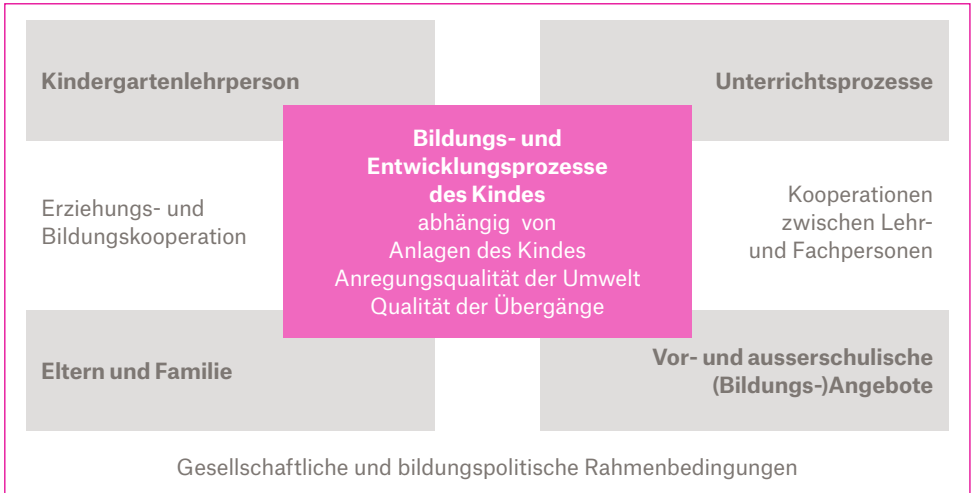 Kindergartenlehrperson
Unterrichtsprozesse
Bildungs- und
Entwicklungsprozesse
des Kindes
abhängig von
Anlagen des Kindes
Anregungsqualität der Umwelt
Qualität der Übergänge
Erziehungs- und
Bildungskooperation
Kooperationen
zwischen Lehr-
und Fachpersonen
Eltern und Familie
Vor- und ausserschulische
(Bildungs-)Angebote
Gesellschaftliche und bildungspolitische Rahmenbedingungen